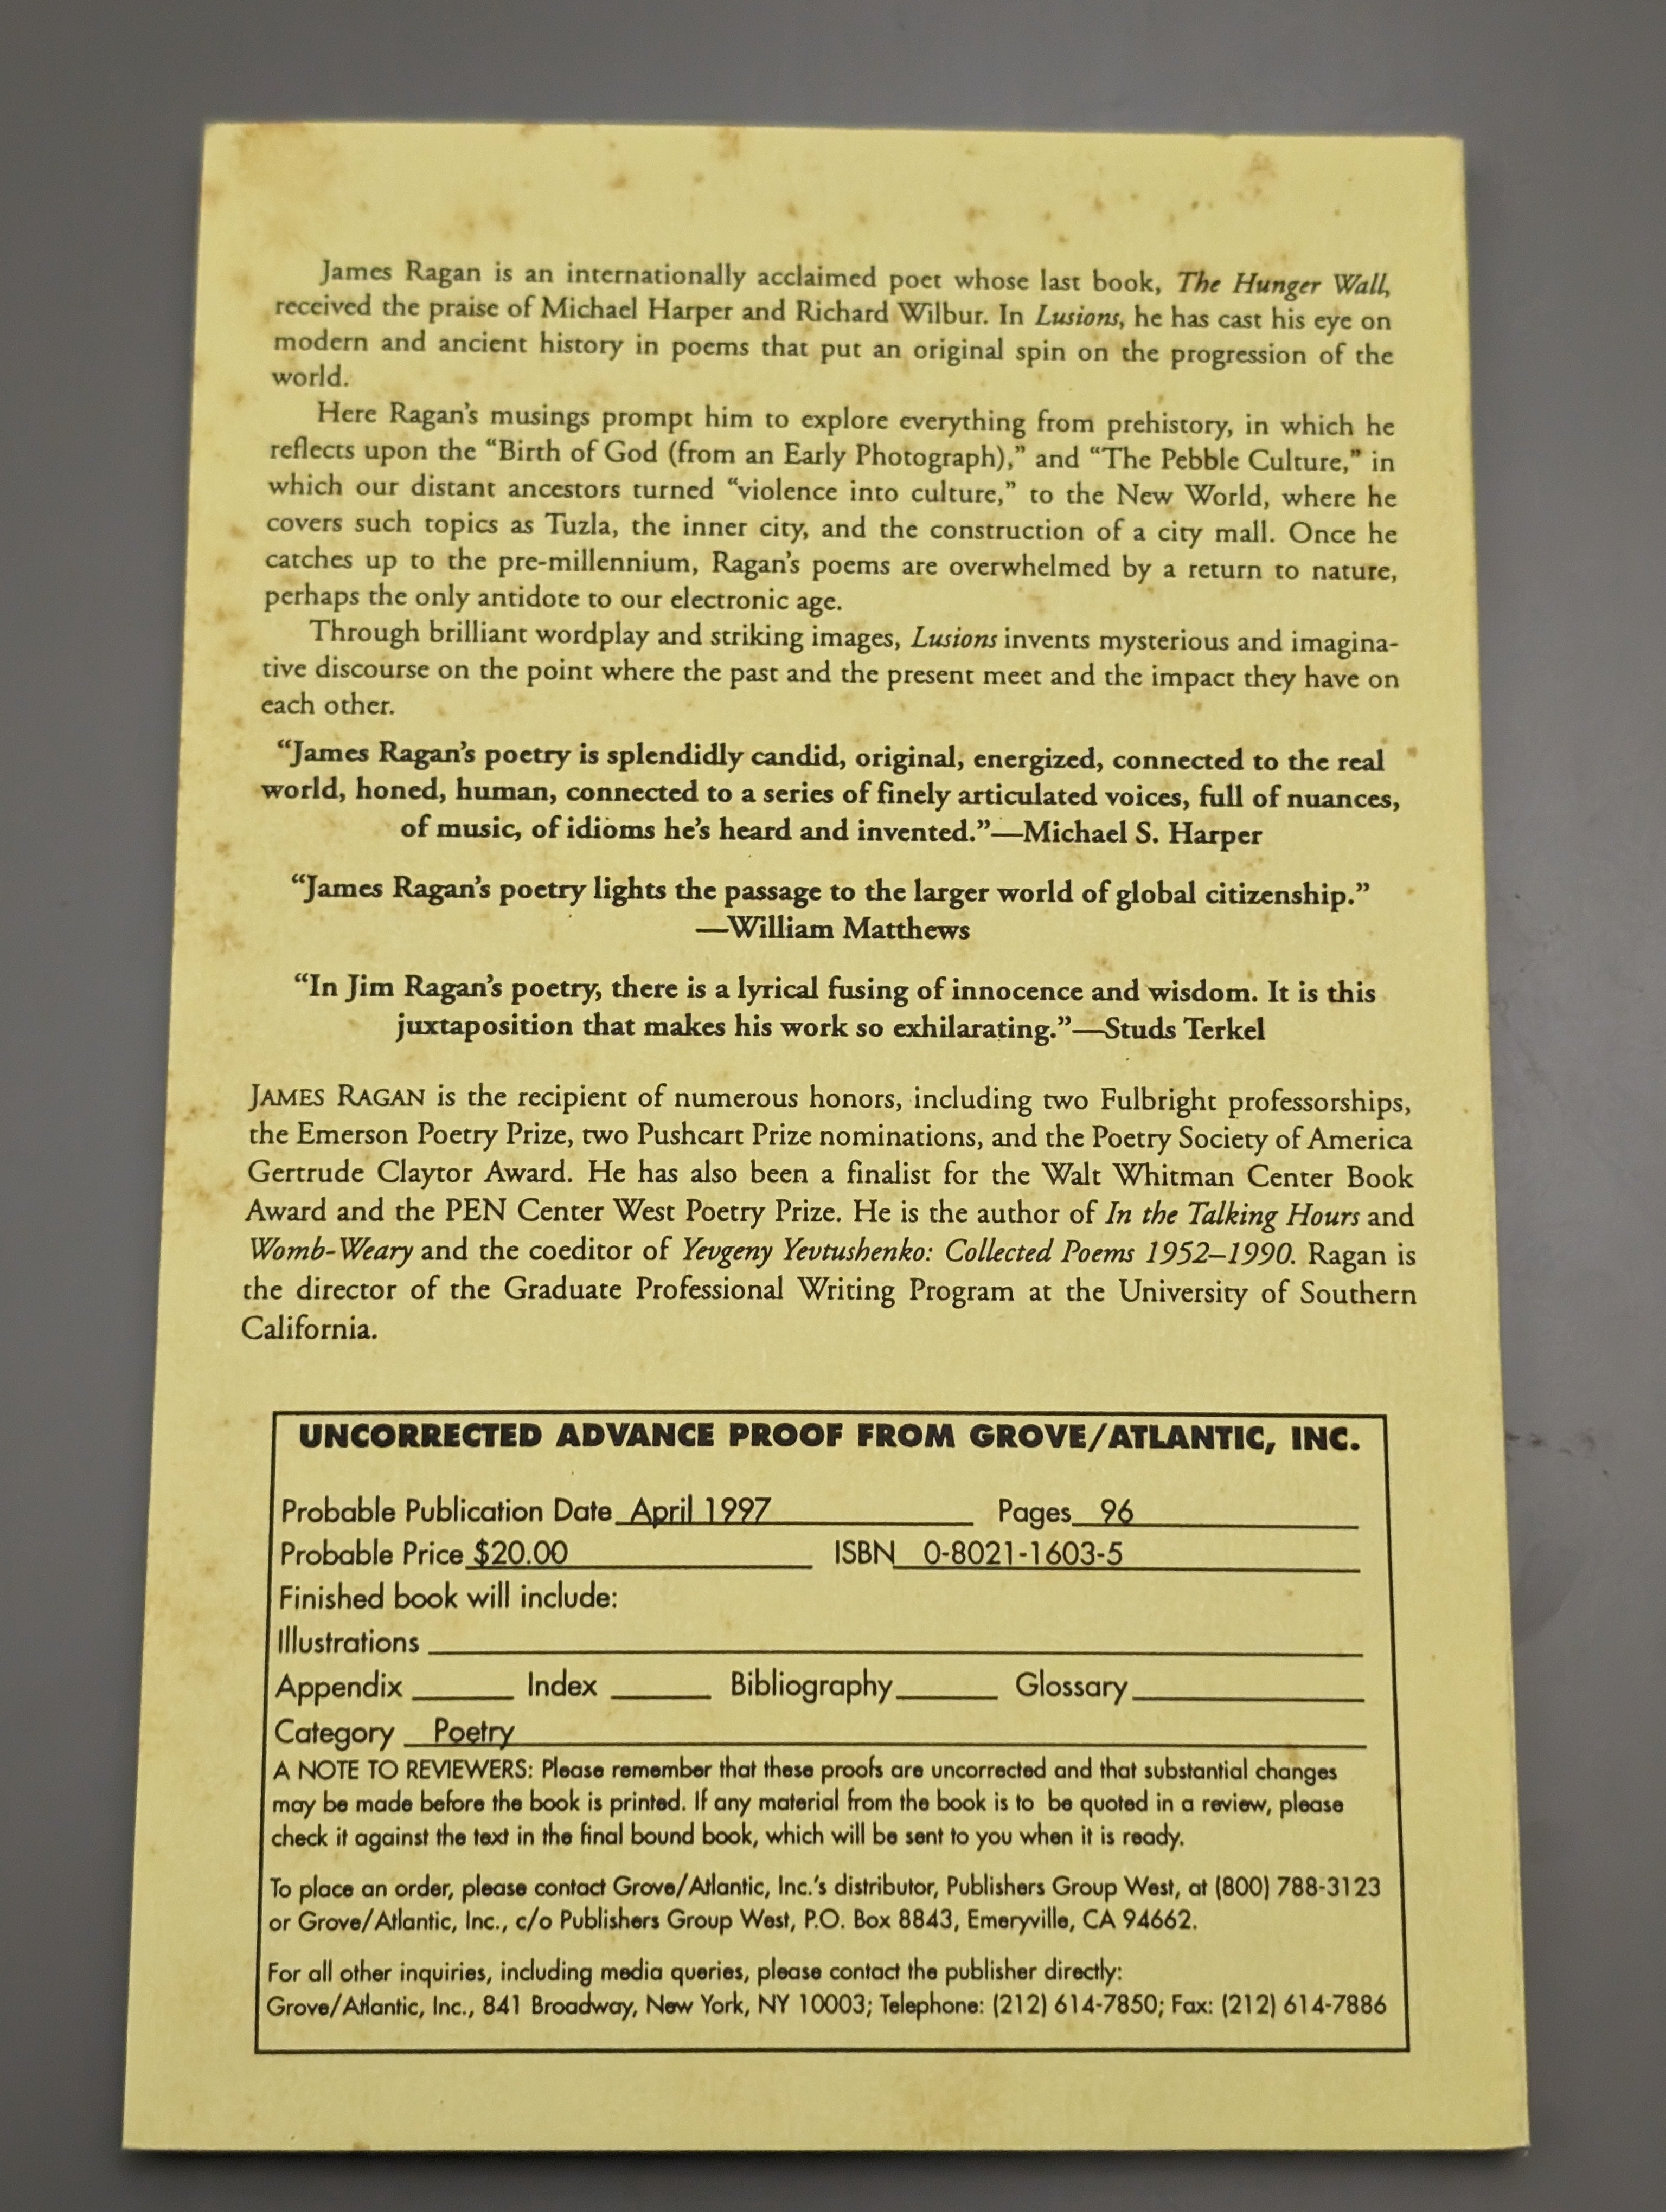 James Ragan is an internationally acclaimed poet whose last book, The Hunger Wall,
received the praise of Michael Harper and Richard Wilbur. In Lusions, he has cast his eye on
modern and ancient history in poems that put an original spin on the progression of the
world.
Here Ragan's musings prompt him to explore everything from prehistory, in which he
reflects upon the “Birth of God (from an Early Photograph),” and “The Pebble Culture,” in
which our distant ancestors turned “violence into culture,” to the New World, where he
covers such topics as Tuzla, the inner city, and the construction of a city mall. Once he
catches up to the pre-millennium, Ragan's poems are overwhelmed by a return to nature,
perhaps the only antidote to our electronic age.
Through brilliant wordplay and striking images, Lusions invents mysterious and imagina-
tive discourse on the point where the past and the present meet and the impact they have on
each other.
“James Ragan's poetry is splendidly candid, original, energized, connected to the real
world, honed, human, connected to a series of finely articulated voices, full of nuances,
of music, of idioms he's heard and invented.”—Michael S. Harper
“James Ragan's poetry lights the passage to the larger world of global citizenship.”
—William Matthews
“In Jim Ragan's poetry, there is a lyrical fusing of innocence and wisdom. It is this
juxtaposition that makes his work so exhilarating.”—Studs Terkel
JAMES RAGAN is the recipient of numerous honors, including two Fulbright professorships,
the Emerson Poetry Prize, two Pushcart Prize nominations, and the Poetry Society of America
Gertrude Claytor Award. He has also been a finalist for the Walt Whitman Center Book
Award and the PEN Center West Poetry Prize. He is the author of In the Talking Hours and
Womb-Weary and the coeditor of Yevgeny Yevtushenko: Collected Poems 1952–1990. Ragan is
the director of the Graduate Professional Writing Program at the University of Southern
California.
UNCORRECTED ADVANCE PROOF FROM GROVE/ATLANTIC, INC.
Probable Publication Date April 1997 Pages 96
Probable Price $20.00 ISBN 0-8021-1603-5
Finished book will include:
Illustrations
Appendix Index Bibliography Glossary
Category Poetry
A NOTE TO REVIEWERS: Please remember that these proofs are uncorrected and that substantial changes
may be made before the book is printed. If any material from the book is to be quoted in a review, please
check it against the text in the final bound book, which will be sent to you when it is ready.
To place an order, please contact Grove/Atlantic, Inc.'s distributor, Publishers Group West, at (800) 788-3123
or Grove/Atlantic, Inc., c/o Publishers Group West, P.O. Box 8843, Emeryville, CA 94662.
For all other inquiries, including media queries, please contact the publisher directly:
Grove/Atlantic, Inc., 841 Broadway, New York, NY 10003; Telephone: (212) 614-7850; Fax: (212) 614-7886